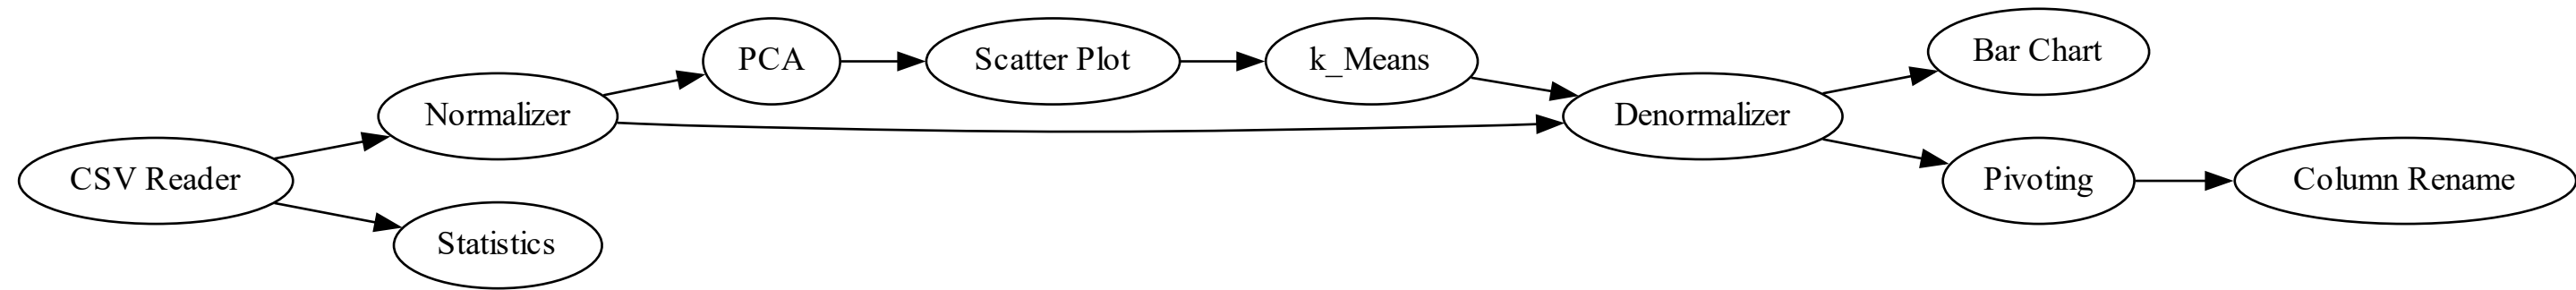 CSV Reader
Normalizer
Statistics
PCA
Scatter Plot
k_Means
Denormalizer
Bar Chart
Pivoting
Column Rename